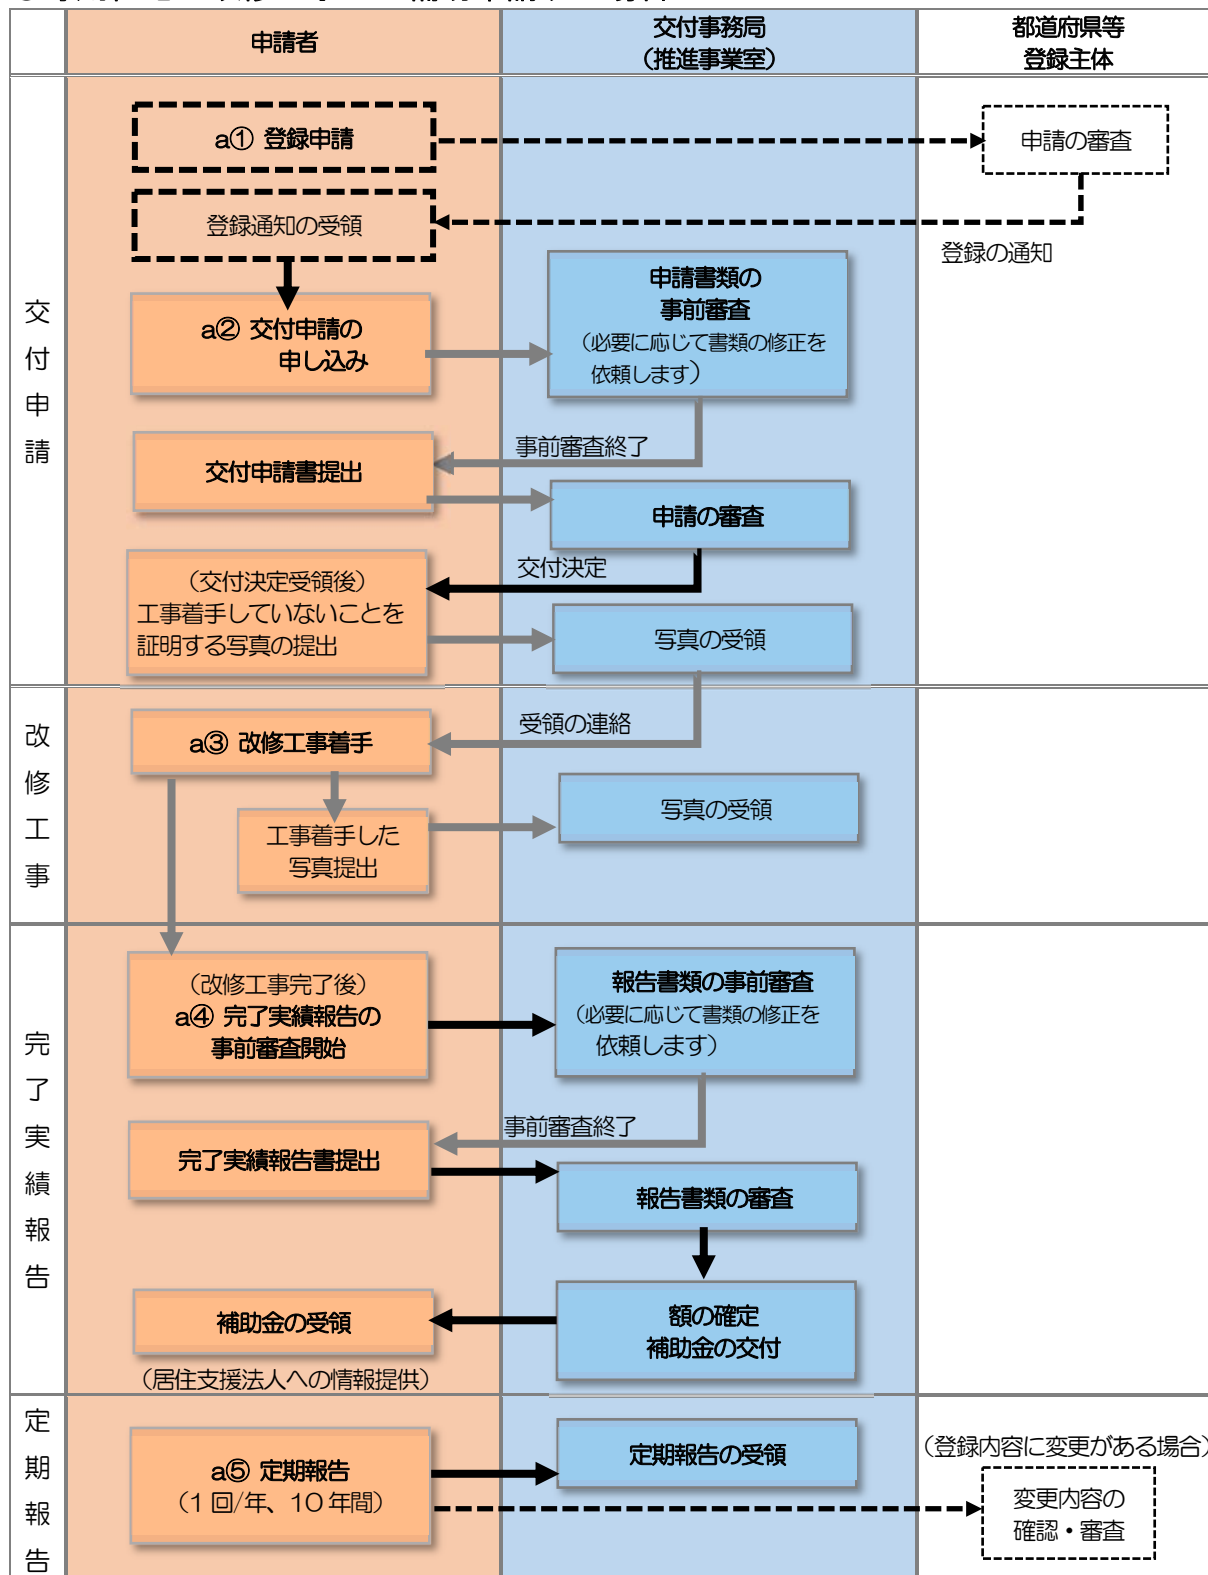 申請者
交付事務局
（推進事業室）
都道府県等
登録主体
交付申請
a① 登録申請
申請の審査
登録通知の受領
登録の通知
申請書類の
事前審査
（必要に応じて書類の修正を
依頼します）
a② 交付申請の
申し込み
事前審査終了
交付申請書提出
申請の審査
交付決定
（交付決定受領後）
工事着手していないことを
証明する写真の提出
写真の受領
改修工事
受領の連絡
a③ 改修工事着手
写真の受領
工事着手した
写真提出
完了実績報告
（改修工事完了後）
a④ 完了実績報告の
事前審査開始
報告書類の事前審査
（必要に応じて書類の修正を
依頼します）
事前審査終了
完了実績報告書提出
報告書類の審査
額の確定
補助金の交付
補助金の受領
（居住支援法人への情報提供）
定期報告
a⑤ 定期報告
（１回/年、１０年間）
定期報告の受領
（登録内容に変更がある場合）
変更内容の
確認・審査